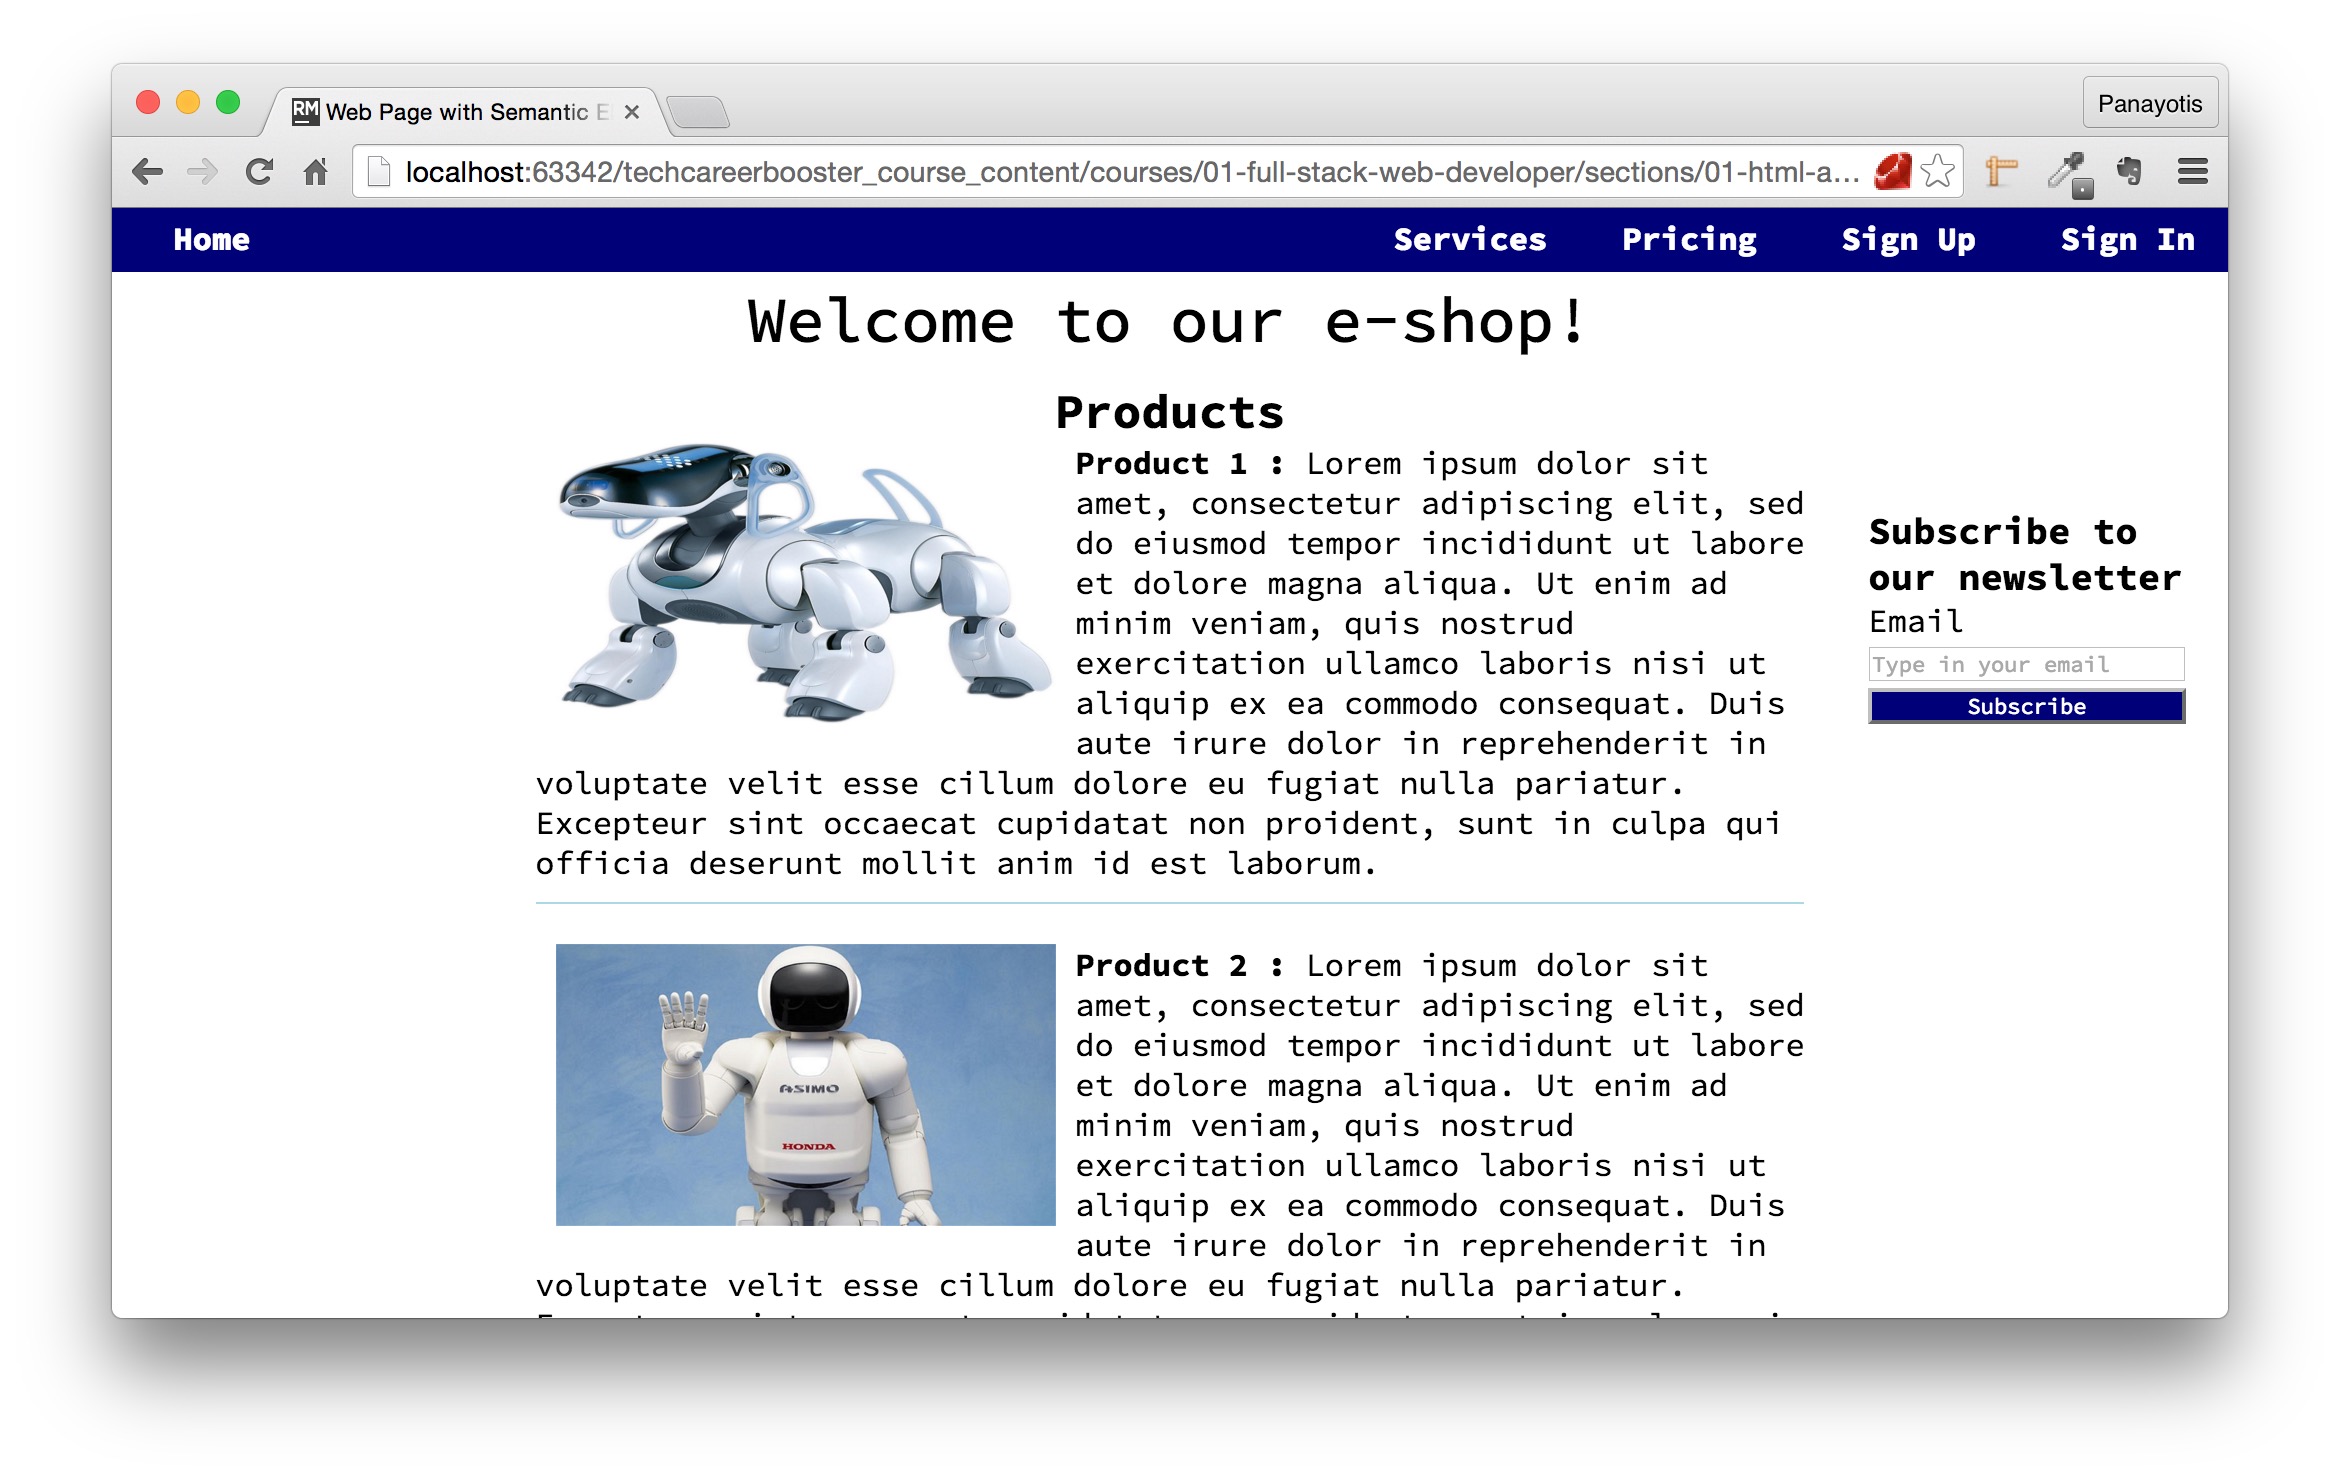 RM Web Page with Semantic E
Panayotis
localhost:63342/techcareerbooster_course_content/courses/01-full-stack-web-developer/sections/01-html-a...
Home Services Pricing Sign Up Sign In
Welcome to our e-shop!
Products
Product 1 : Lorem ipsum dolor sit
amet, consectetur adipiscing elit, sed
do eiusmod tempor incididunt ut labore
et dolore magna aliqua. Ut enim ad
minim veniam, quis nostrud
exercitation ullamco laboris nisi ut
aliquip ex ea commodo consequat. Duis
aute irure dolor in reprehenderit in
voluptate velit esse cillum dolore eu fugiat nulla pariatur.
Excepteur sint occaecat cupidatat non proident, sunt in culpa qui
officia deserunt mollit anim id est laborum.
Subscribe to
our newsletter
Email
Type in your email
Subscribe
ASIMO
HONDA
Product 2 : Lorem ipsum dolor sit
amet, consectetur adipiscing elit, sed
do eiusmod tempor incididunt ut labore
et dolore magna aliqua. Ut enim ad
minim veniam, quis nostrud
exercitation ullamco laboris nisi ut
aliquip ex ea commodo consequat. Duis
aute irure dolor in reprehenderit in
voluptate velit esse cillum dolore eu fugiat nulla pariatur.